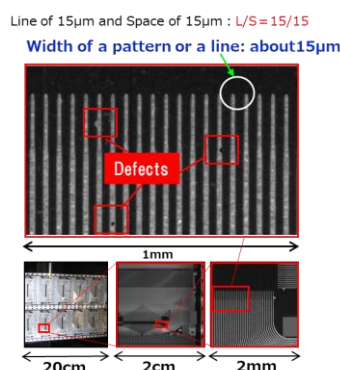 Line of 15μm and Space of 15μm : L/S=15/15
Width of a pattern or a line: about15μm
Defects
1mm
20cm 2cm 2mm